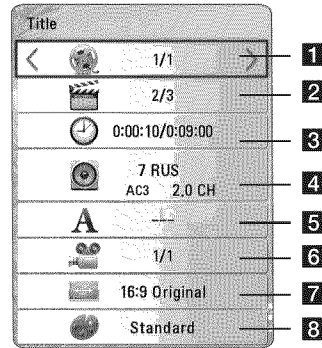 Title
1/1 1
2/3 2
0:00:10/0:09:00 3
7 RUS
AC3 2.0 CH 4
A --- 5
1/1 6
16:9 Original 7
Standard 8